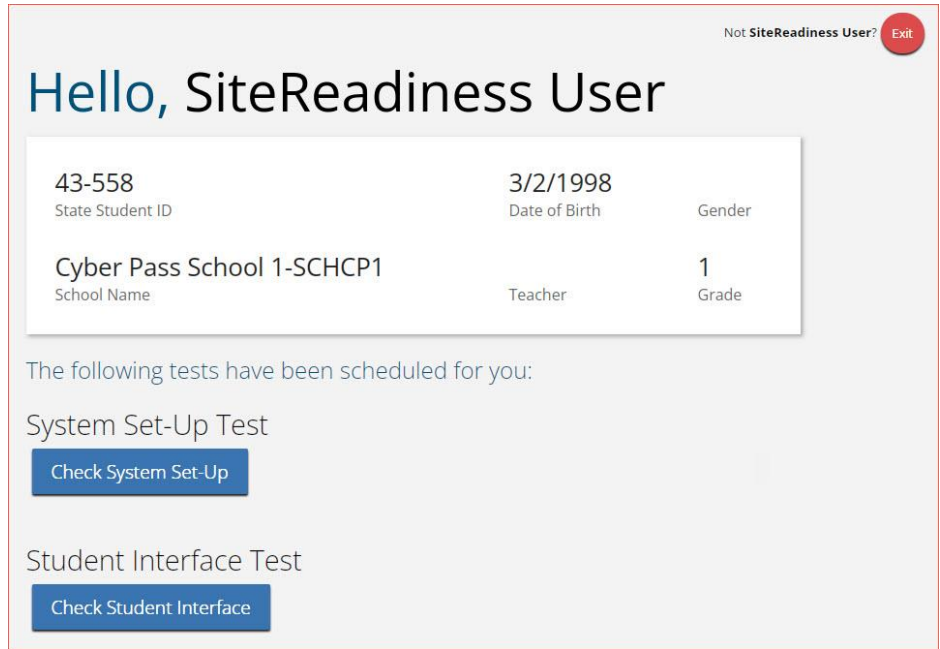 Not SiteReadiness User? Exit
Hello, SiteReadiness User
43-558 3/2/1998
State Student ID Date of Birth Gender
Cyber Pass School 1-SCHCP1 1
School Name Teacher Grade
The following tests have been scheduled for you:
System Set-Up Test
Check System Set-Up
Student Interface Test
Check Student Interface